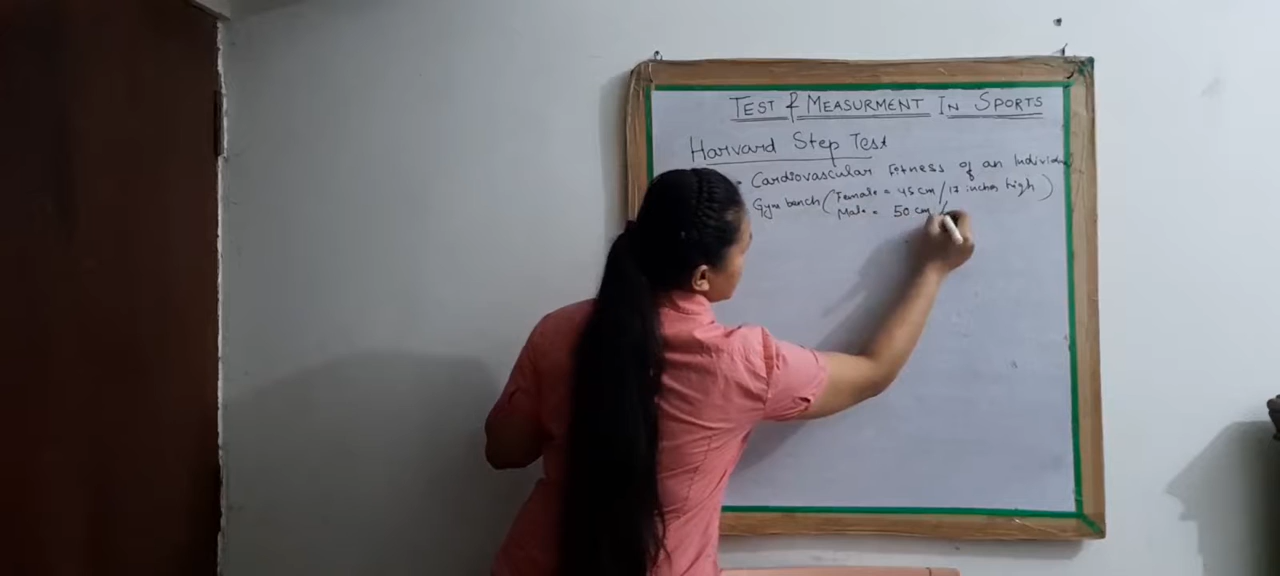 TEST & MEASURMENT IN SPORTS
Harvard Step Test
Cardiovascular Fitness of an Individual
Gym bench (Female = 45 cm / 17 inches high)
Male = 50 cm /